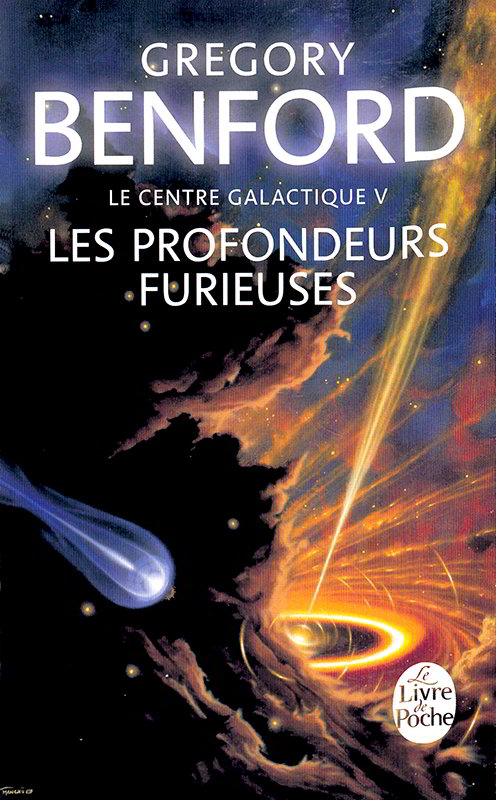 GREGORY
BENFORD
LE CENTRE GALACTIQUE V
LES PROFONDEURS
FURIEUSES
Le
Livre
de
Poche